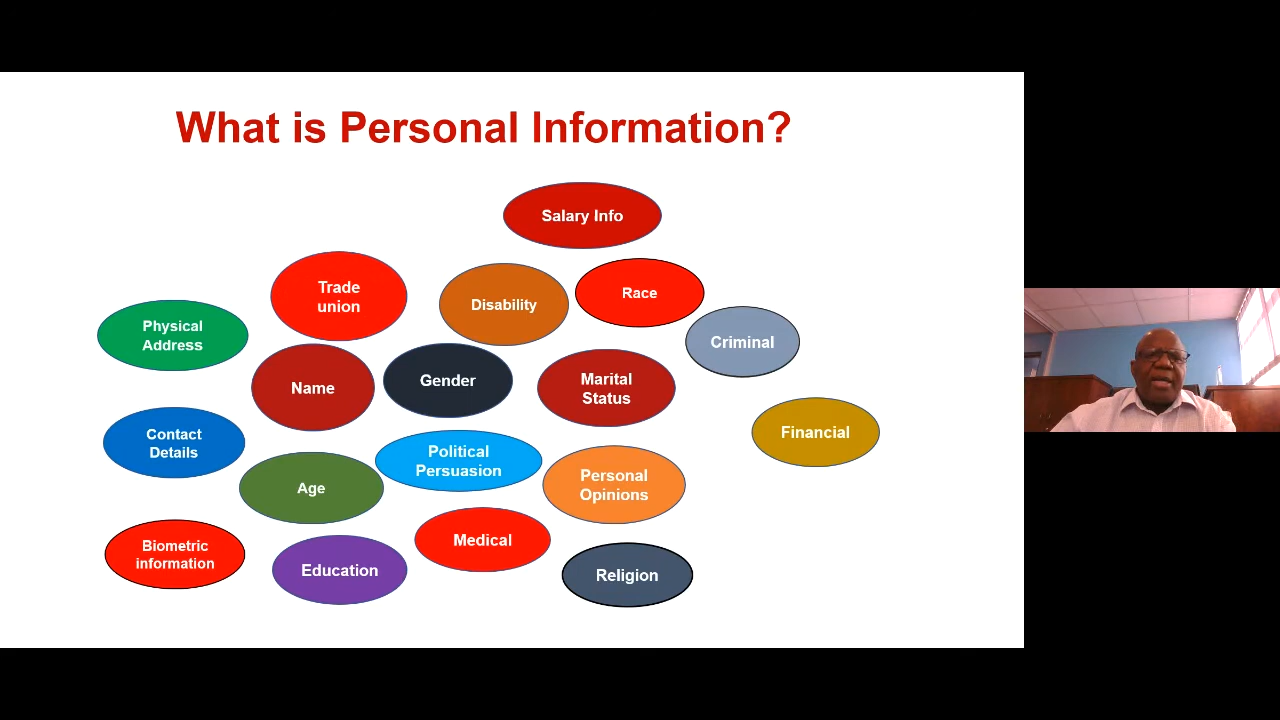 What is Personal Information?
Salary Info
Trade
union
Disability
Race
Physical
Address
Criminal
Name
Gender
Marital
Status
Contact
Details
Financial
Political
Persuasion
Age
Personal
Opinions
Biometric
information
Medical
Education
Religion